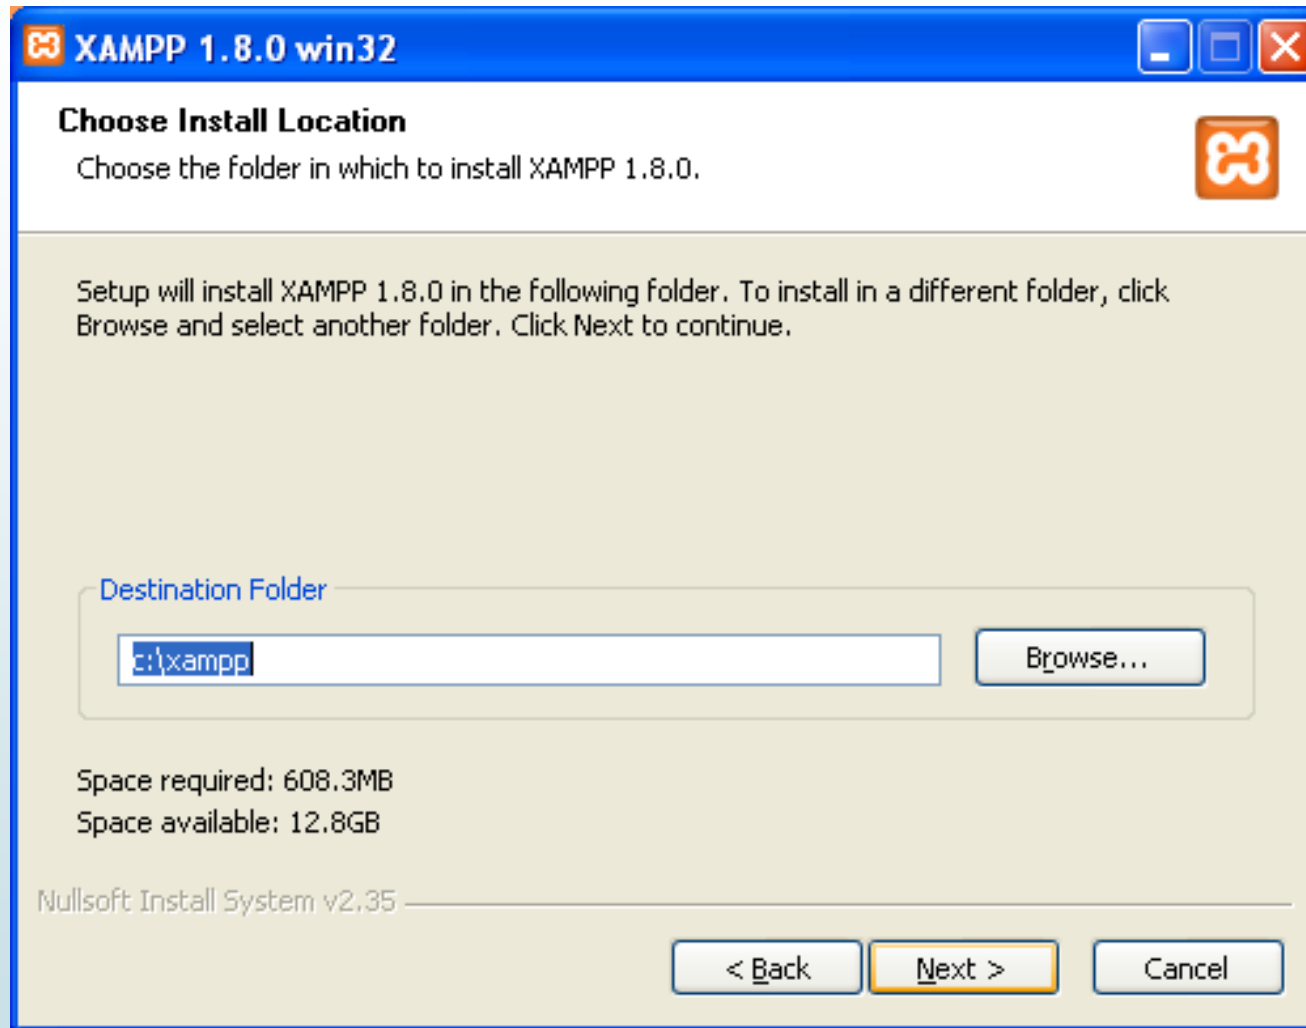 XAMPP 1.8.0 win32
Choose Install Location
Choose the folder in which to install XAMPP 1.8.0.
Setup will install XAMPP 1.8.0 in the following folder. To install in a different folder, click
Browse and select another folder. Click Next to continue.
Destination Folder
c:\xampp
Browse...
Space required: 608.3MB
Space available: 12.8GB
Nullsoft Install System v2.35
< Back
Next >
Cancel